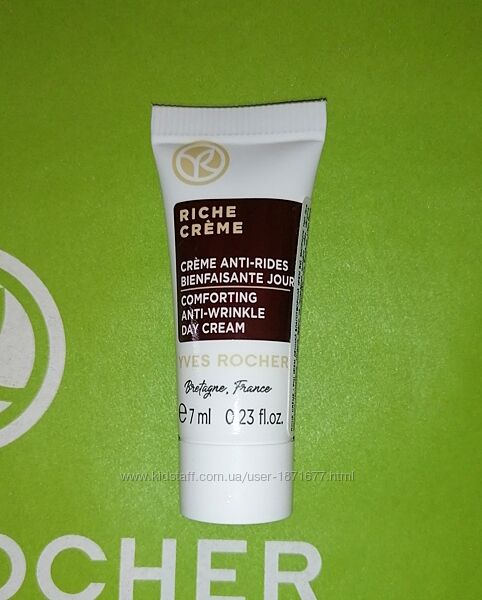 RICHE
CRÈME
CRÈME ANTI-RIDES
BIENFAISANTE JOUR
COMFORTING
ANTI-WRINKLE
DAY CREAM
YVES ROCHER
Bretagne, France
e 7 ml 0.23 fl.oz.
www.kidstaff.com.ua/user-1871677.html
OCHER